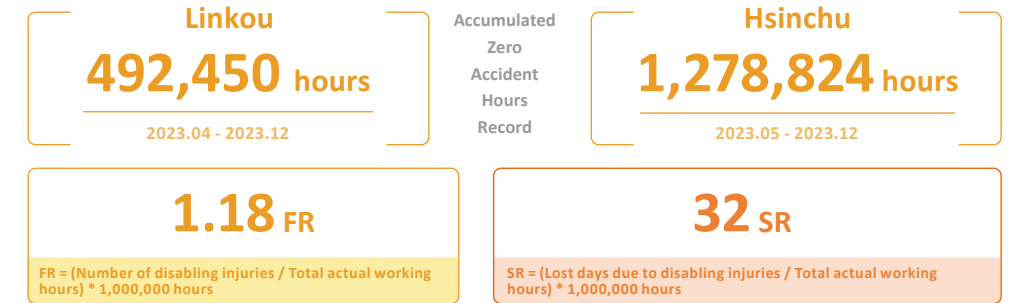 Linkou
492,450 hours
2023.04 - 2023.12
Accumulated
Zero
Accident
Hours
Record
Hsinchu
1,278,824 hours
2023.05 - 2023.12
1.18 FR
FR = (Number of disabling injuries / Total actual working
hours) * 1,000,000 hours
32 SR
SR = (Lost days due to disabling injuries / Total actual working
hours) * 1,000,000 hours